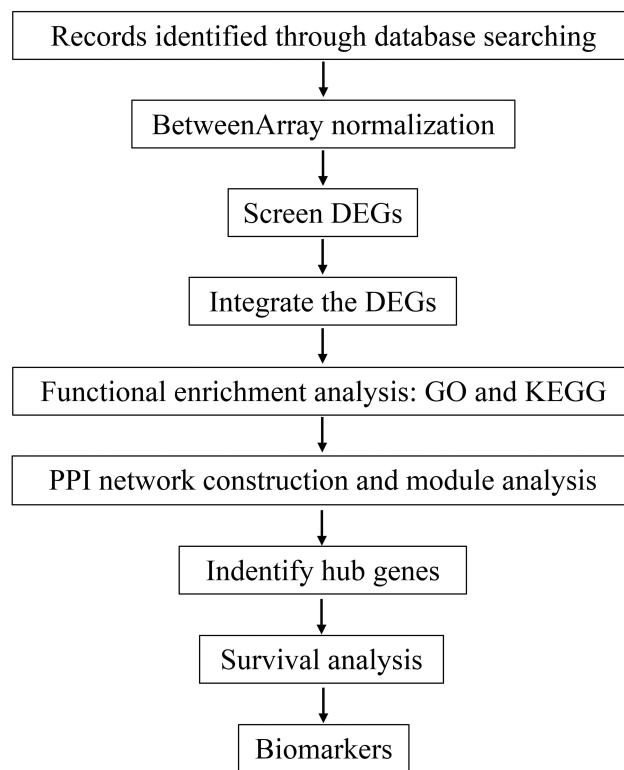 Records identified through database searching
BetweenArray normalization
Screen DEGs
Integrate the DEGs
Functional enrichment analysis: GO and KEGG
PPI network construction and module analysis
Indentify hub genes
Survival analysis
Biomarkers